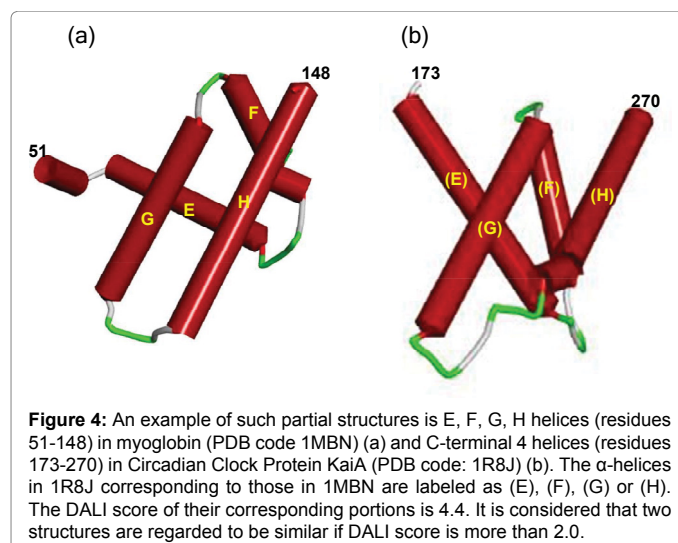 (a)
(b)
148
173
270
51
F
G
E
H
(E)
(F)
(H)
(G)
Figure 4: An example of such partial structures is E, F, G, H helices (residues
51-148) in myoglobin (PDB code 1MBN) (a) and C-terminal 4 helices (residues
173-270) in Circadian Clock Protein KaiA (PDB code: 1R8J) (b). The α-helices
in 1R8J corresponding to those in 1MBN are labeled as (E), (F), (G) or (H).
The DALI score of their corresponding portions is 4.4. It is considered that two
structures are regarded to be similar if DALI score is more than 2.0.